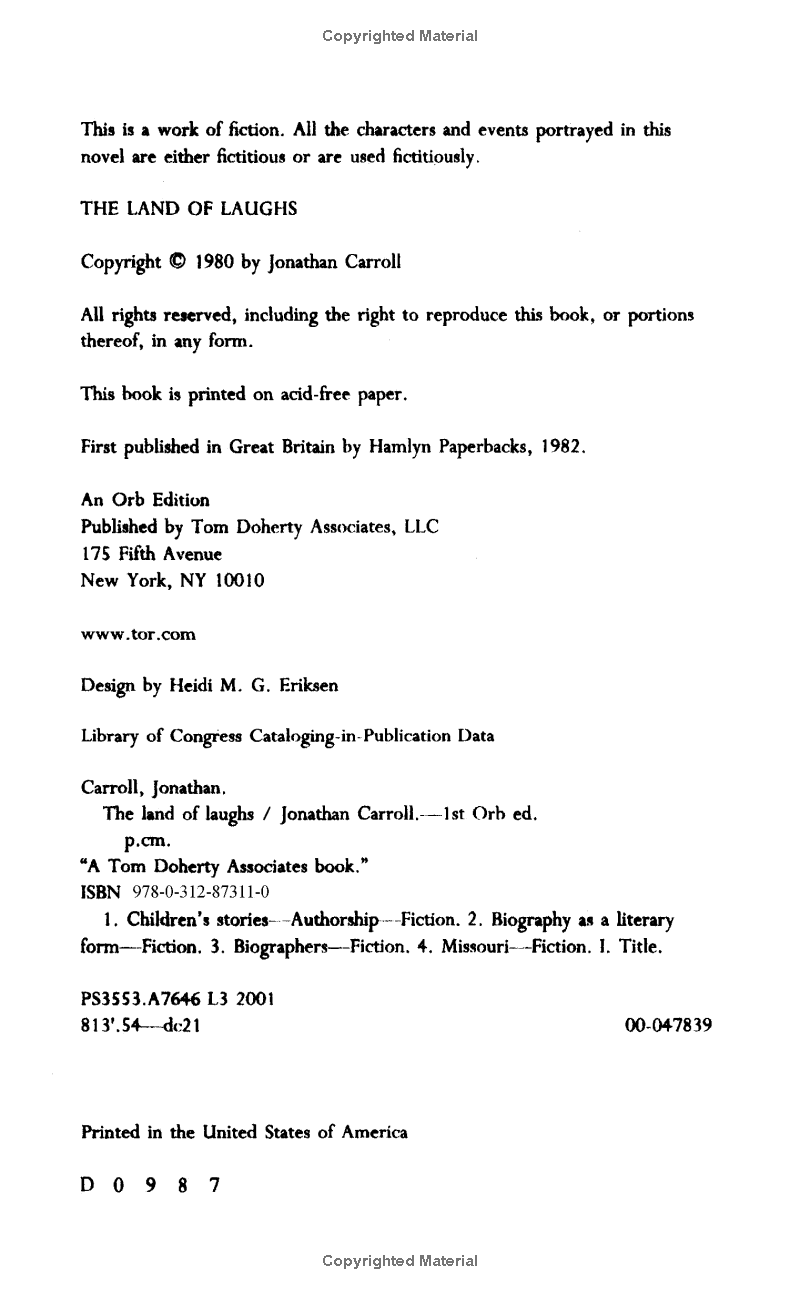 Copyrighted Material
This is a work of fiction. All the characters and events portrayed in this
novel are either fictitious or are used fictitiously.
THE LAND OF LAUGHS
Copyright © 1980 by Jonathan Carroll
All rights reserved, including the right to reproduce this book, or portions
thereof, in any form.
This book is printed on acid-free paper.
First published in Great Britain by Hamlyn Paperbacks, 1982.
An Orb Edition
Published by Tom Doherty Associates, LLC
175 Fifth Avenue
New York, NY 10010
www.tor.com
Design by Heidi M. G. Eriksen
Library of Congress Cataloging-in-Publication Data
Carroll, Jonathan.
The land of laughs / Jonathan Carroll.—1st Orb ed.
p.cm.
“A Tom Doherty Associates book.”
ISBN 978-0-312-87311-0
1. Children's stories—Authorship—Fiction. 2. Biography as a literary
form—Fiction. 3. Biographers—Fiction. 4. Missouri—Fiction. I. Title.
PS3553.A7646 L3 2001
813'.54—dc21 00-047839
Printed in the United States of America
D 0 9 8 7
Copyrighted Material